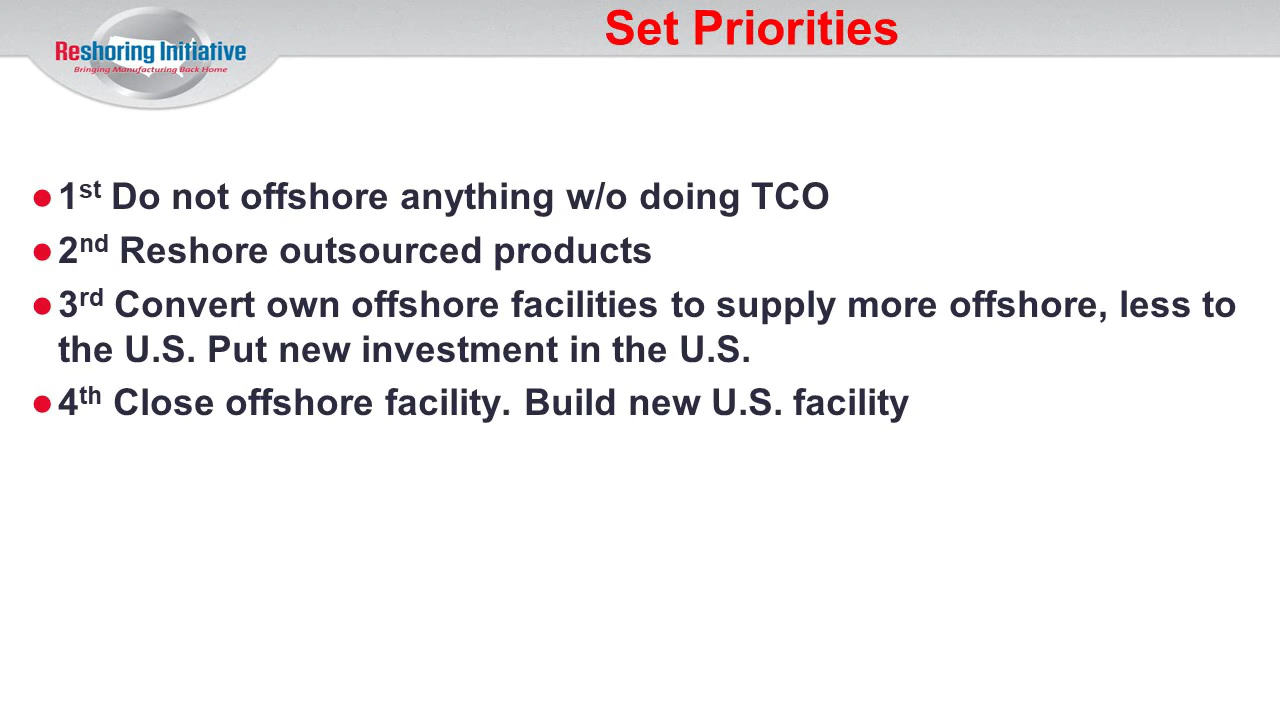 Set Priorities
Reshoring Initiative
Bringing Manufacturing Back Home
● 1st Do not offshore anything w/o doing TCO
● 2nd Reshore outsourced products
● 3rd Convert own offshore facilities to supply more offshore, less to
the U.S. Put new investment in the U.S.
● 4th Close offshore facility. Build new U.S. facility